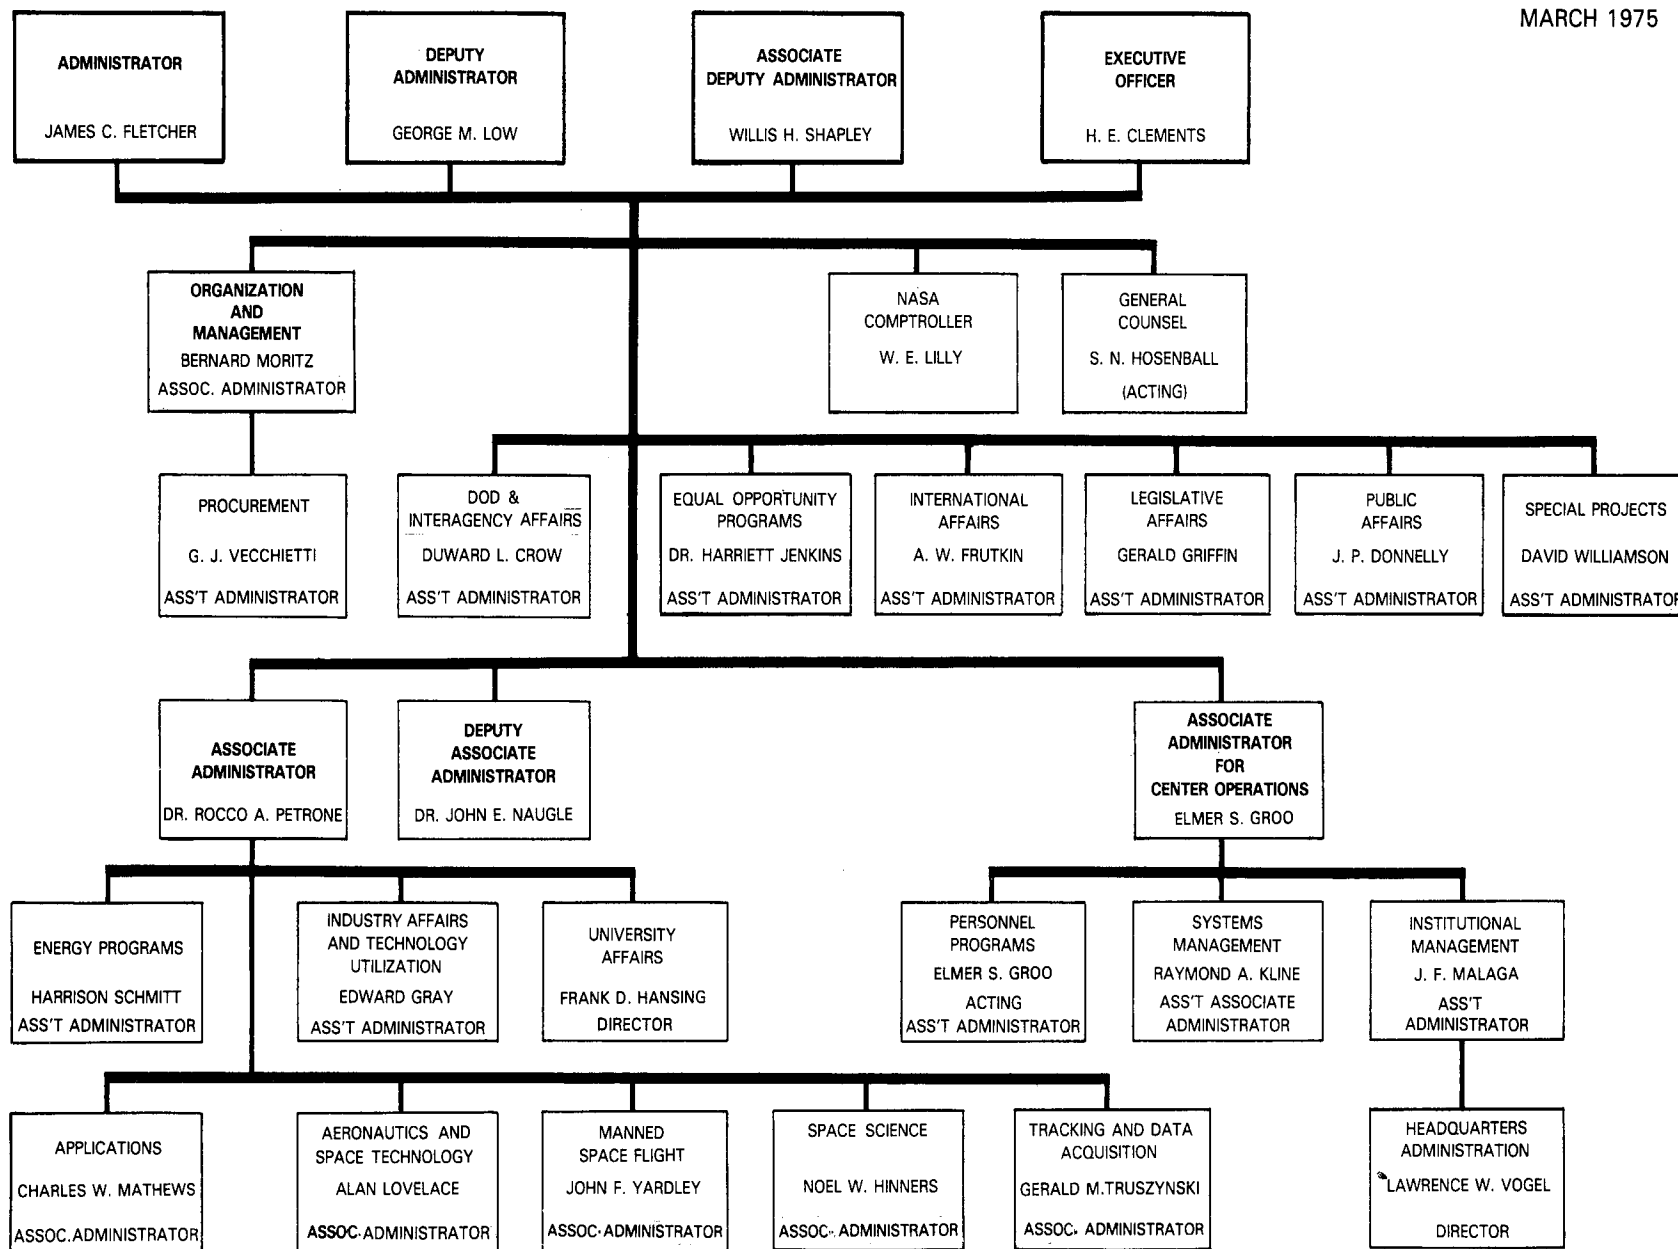 MARCH 1975
ADMINISTRATOR
JAMES C. FLETCHER
DEPUTY
ADMINISTRATOR
GEORGE M. LOW
ASSOCIATE
DEPUTY ADMINISTRATOR
WILLIS H. SHAPLEY
EXECUTIVE
OFFICER
H. E. CLEMENTS
ORGANIZATION
AND
MANAGEMENT
BERNARD MORITZ
ASSOC. ADMINISTRATOR
NASA
COMPTROLLER
W. E. LILLY
GENERAL
COUNSEL
S. N. HOSENBALL
(ACTING)
PROCUREMENT
G. J. VECCHIETTI
ASS'T ADMINISTRATOR
DOD &
INTERAGENCY AFFAIRS
DUWARD L. CROW
ASS'T ADMINISTRATOR
EQUAL OPPORTUNITY
PROGRAMS
DR. HARRIETT JENKINS
ASS'T ADMINISTRATOR
INTERNATIONAL
AFFAIRS
A. W. FRUTKIN
ASS'T ADMINISTRATOR
LEGISLATIVE
AFFAIRS
GERALD GRIFFIN
ASS'T ADMINISTRATOR
PUBLIC
AFFAIRS
J. P. DONNELLY
ASS'T ADMINISTRATOR
SPECIAL PROJECTS
DAVID WILLIAMSON
ASS'T ADMINISTRATOR
ASSOCIATE
ADMINISTRATOR
DR. ROCCO A. PETRONE
DEPUTY
ASSOCIATE
ADMINISTRATOR
DR. JOHN E. NAUGLE
ASSOCIATE
ADMINISTRATOR
FOR
CENTER OPERATIONS
ELMER S. GROO
ENERGY PROGRAMS
HARRISON SCHMITT
ASS'T ADMINISTRATOR
INDUSTRY AFFAIRS
AND TECHNOLOGY
UTILIZATION
EDWARD GRAY
ASS'T ADMINISTRATOR
UNIVERSITY
AFFAIRS
FRANK D. HANSING
DIRECTOR
PERSONNEL
PROGRAMS
ELMER S. GROO
ACTING
ASS'T ADMINISTRATOR
SYSTEMS
MANAGEMENT
RAYMOND A. KLINE
ASS'T ASSOCIATE
ADMINISTRATOR
INSTITUTIONAL
MANAGEMENT
J. F. MALAGA
ASS'T
ADMINISTRATOR
APPLICATIONS
CHARLES W. MATHEWS
ASSOC. ADMINISTRATOR
AERONAUTICS AND
SPACE TECHNOLOGY
ALAN LOVELACE
ASSOC. ADMINISTRATOR
MANNED
SPACE FLIGHT
JOHN F. YARDLEY
ASSOC. ADMINISTRATOR
SPACE SCIENCE
NOEL W. HINNERS
ASSOC. ADMINISTRATOR
TRACKING AND DATA
ACQUISITION
GERALD M.TRUSZYNSKI
ASSOC. ADMINISTRATOR
HEADQUARTERS
ADMINISTRATION
LAWRENCE W. VOGEL
DIRECTOR